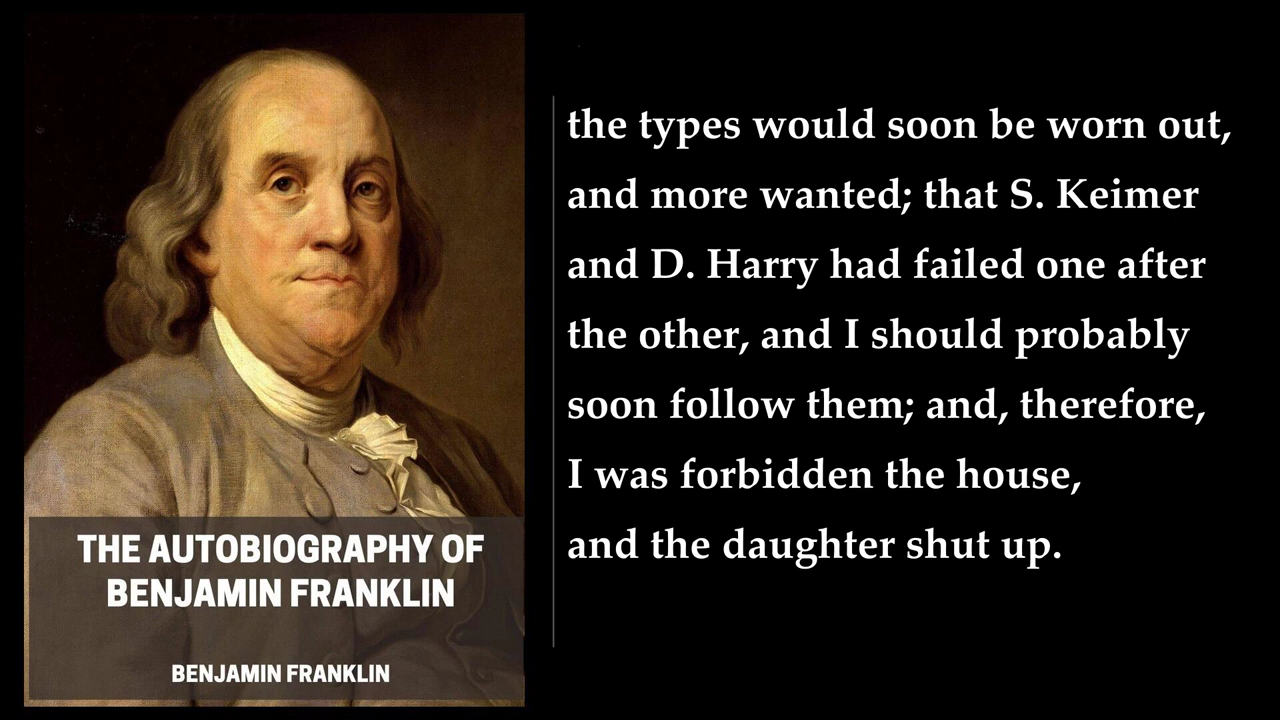 THE AUTOBIOGRAPHY OF
BENJAMIN FRANKLIN
BENJAMIN FRANKLIN
the types would soon be worn out,
and more wanted; that S. Keimer
and D. Harry had failed one after
the other, and I should probably
soon follow them; and, therefore,
I was forbidden the house,
and the daughter shut up.